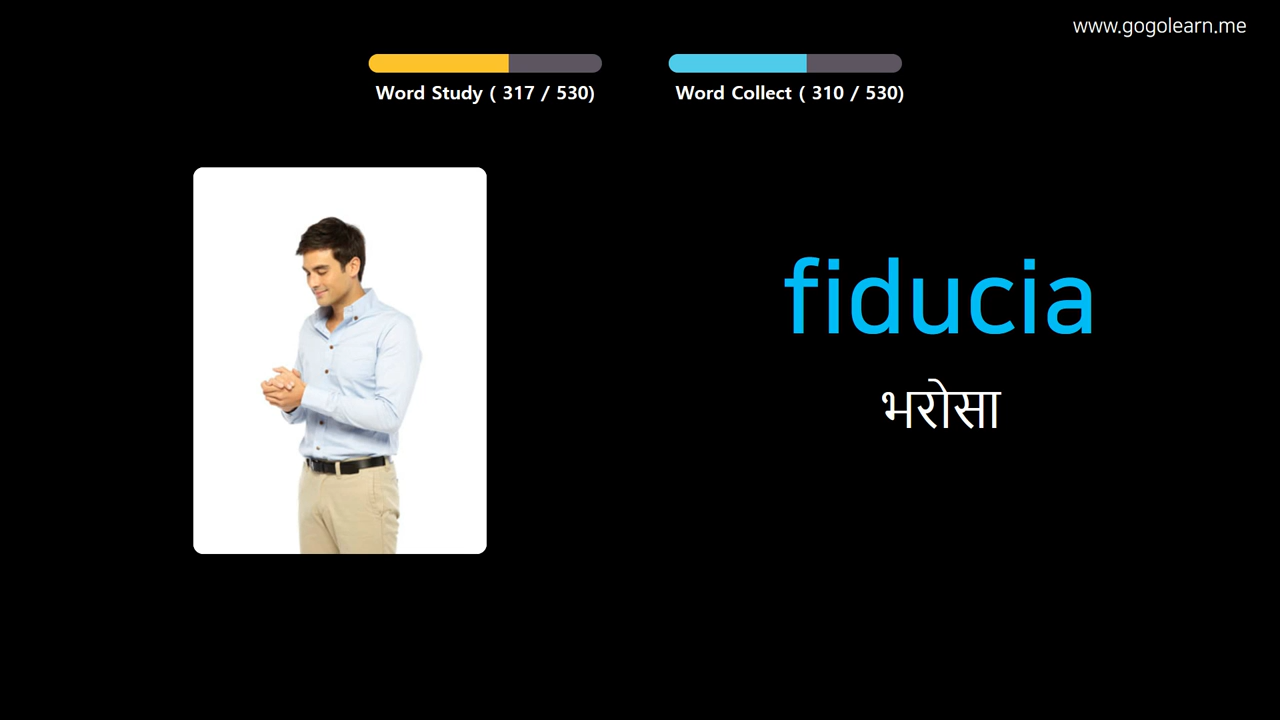 www.gogolearn.me
Word Study ( 317 / 530)
Word Collect ( 310 / 530)
fiducia
भरोसा